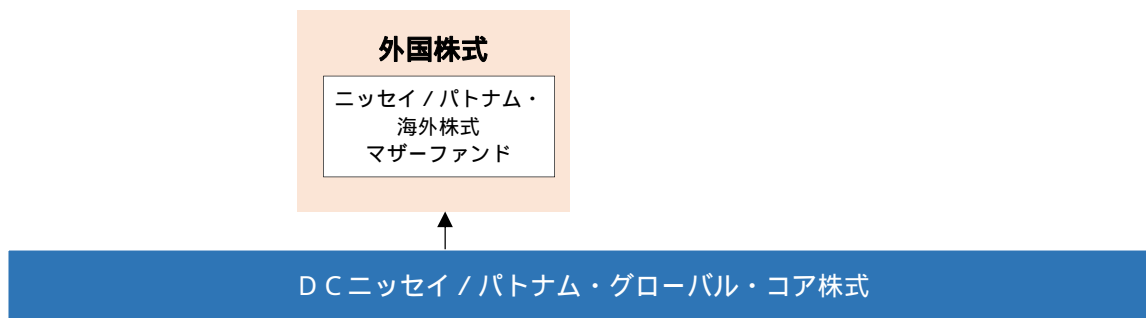 外国株式
ニッセイ／パトナム・
海外株式
マザーファンド
ＤＣニッセイ／パトナム・グローバル・コア株式